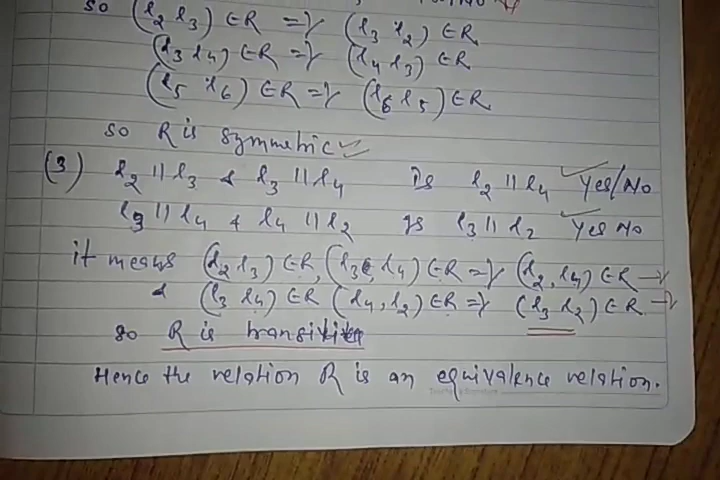 so (l2 l3) ∈ R => (l3 l2) ∈ R
(l3 l4) ∈ R => (l4 l3) ∈ R
(l5 l6) ∈ R => (l6 l5) ∈ R
so R is symmetric
(3) l2 || l3 & l3 || l4 Is l2 || l4 Yes/No
l3 || l4 & l4 || l2 Is l3 || l2 Yes No
it means (l2 l3) ∈ R, (l3, l4) ∈ R => (l2, l4) ∈ R →
& (l3 l4) ∈ R (l4, l2) ∈ R => (l3 l2) ∈ R →
so R is transitive
Hence the relation R is an equivalence relation.